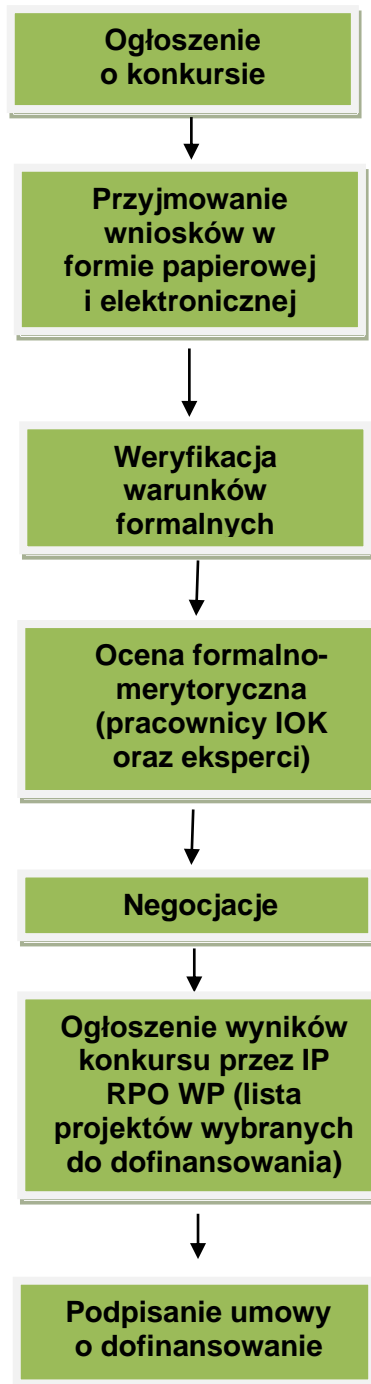 Ogłoszenie
o konkursie
Przyjmowanie
wniosków w
formie papierowej
i elektronicznej
Weryfikacja
warunków
formalnych
Ocena formalno-
merytoryczna
(pracownicy IOK
oraz eksperci)
Negocjacje
Ogłoszenie wyników
konkursu przez IP
RPO WP (lista
projektów wybranych
do dofinansowania)
Podpisanie umowy
o dofinansowanie